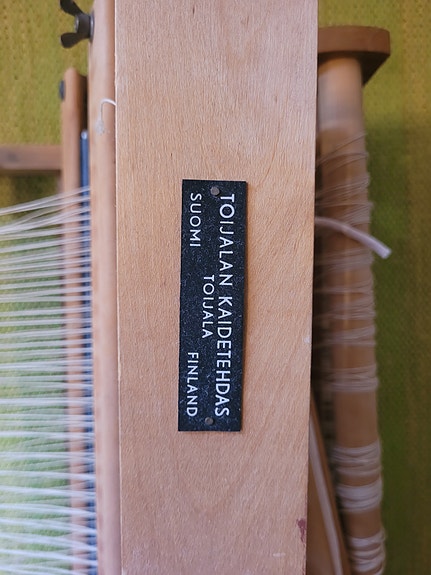 TOIJALAN KAIDETEHDAS
TOIJALA
SUOMI FINLAND